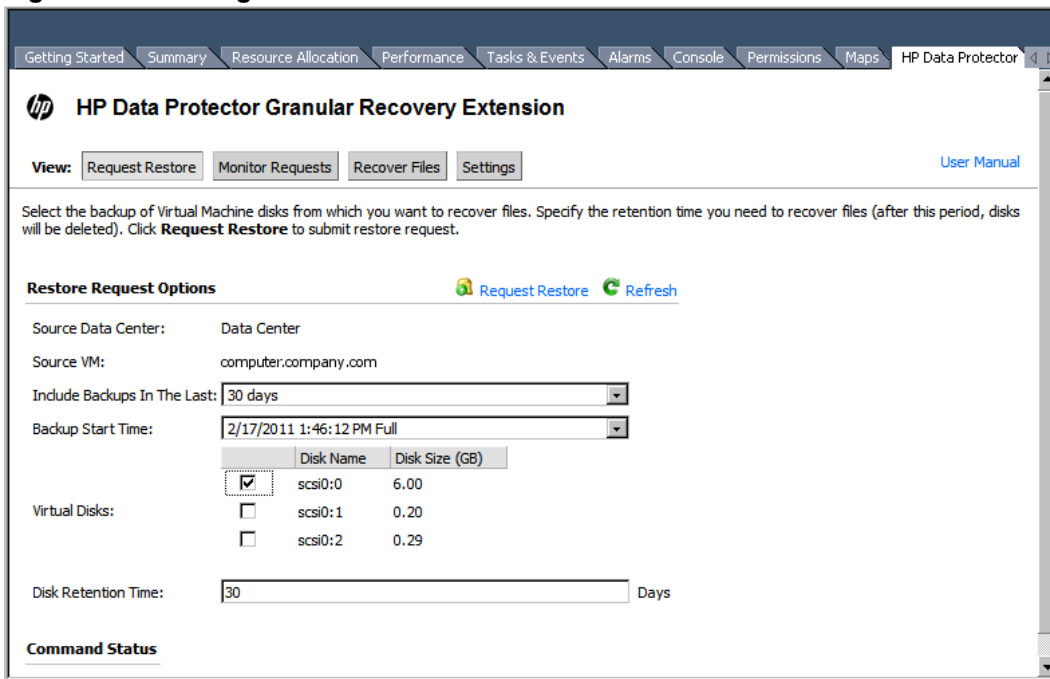 Getting Started Summary Resource Allocation Performance Tasks & Events Alarms Console Permissions Maps HP Data Protector
hp HP Data Protector Granular Recovery Extension
View: Request Restore Monitor Requests Recover Files Settings User Manual
Select the backup of Virtual Machine disks from which you want to recover files. Specify the retention time you need to recover files (after this period, disks
will be deleted). Click Request Restore to submit restore request.
Restore Request Options Request Restore Refresh
Source Data Center: Data Center
Source VM: computer.company.com
Include Backups In The Last: 30 days
Backup Start Time: 2/17/2011 1:46:12 PM Full
Disk Name Disk Size (GB)
scsi0:0 6.00
Virtual Disks: scsi0:1 0.20
scsi0:2 0.29
Disk Retention Time: 30 Days
Command Status